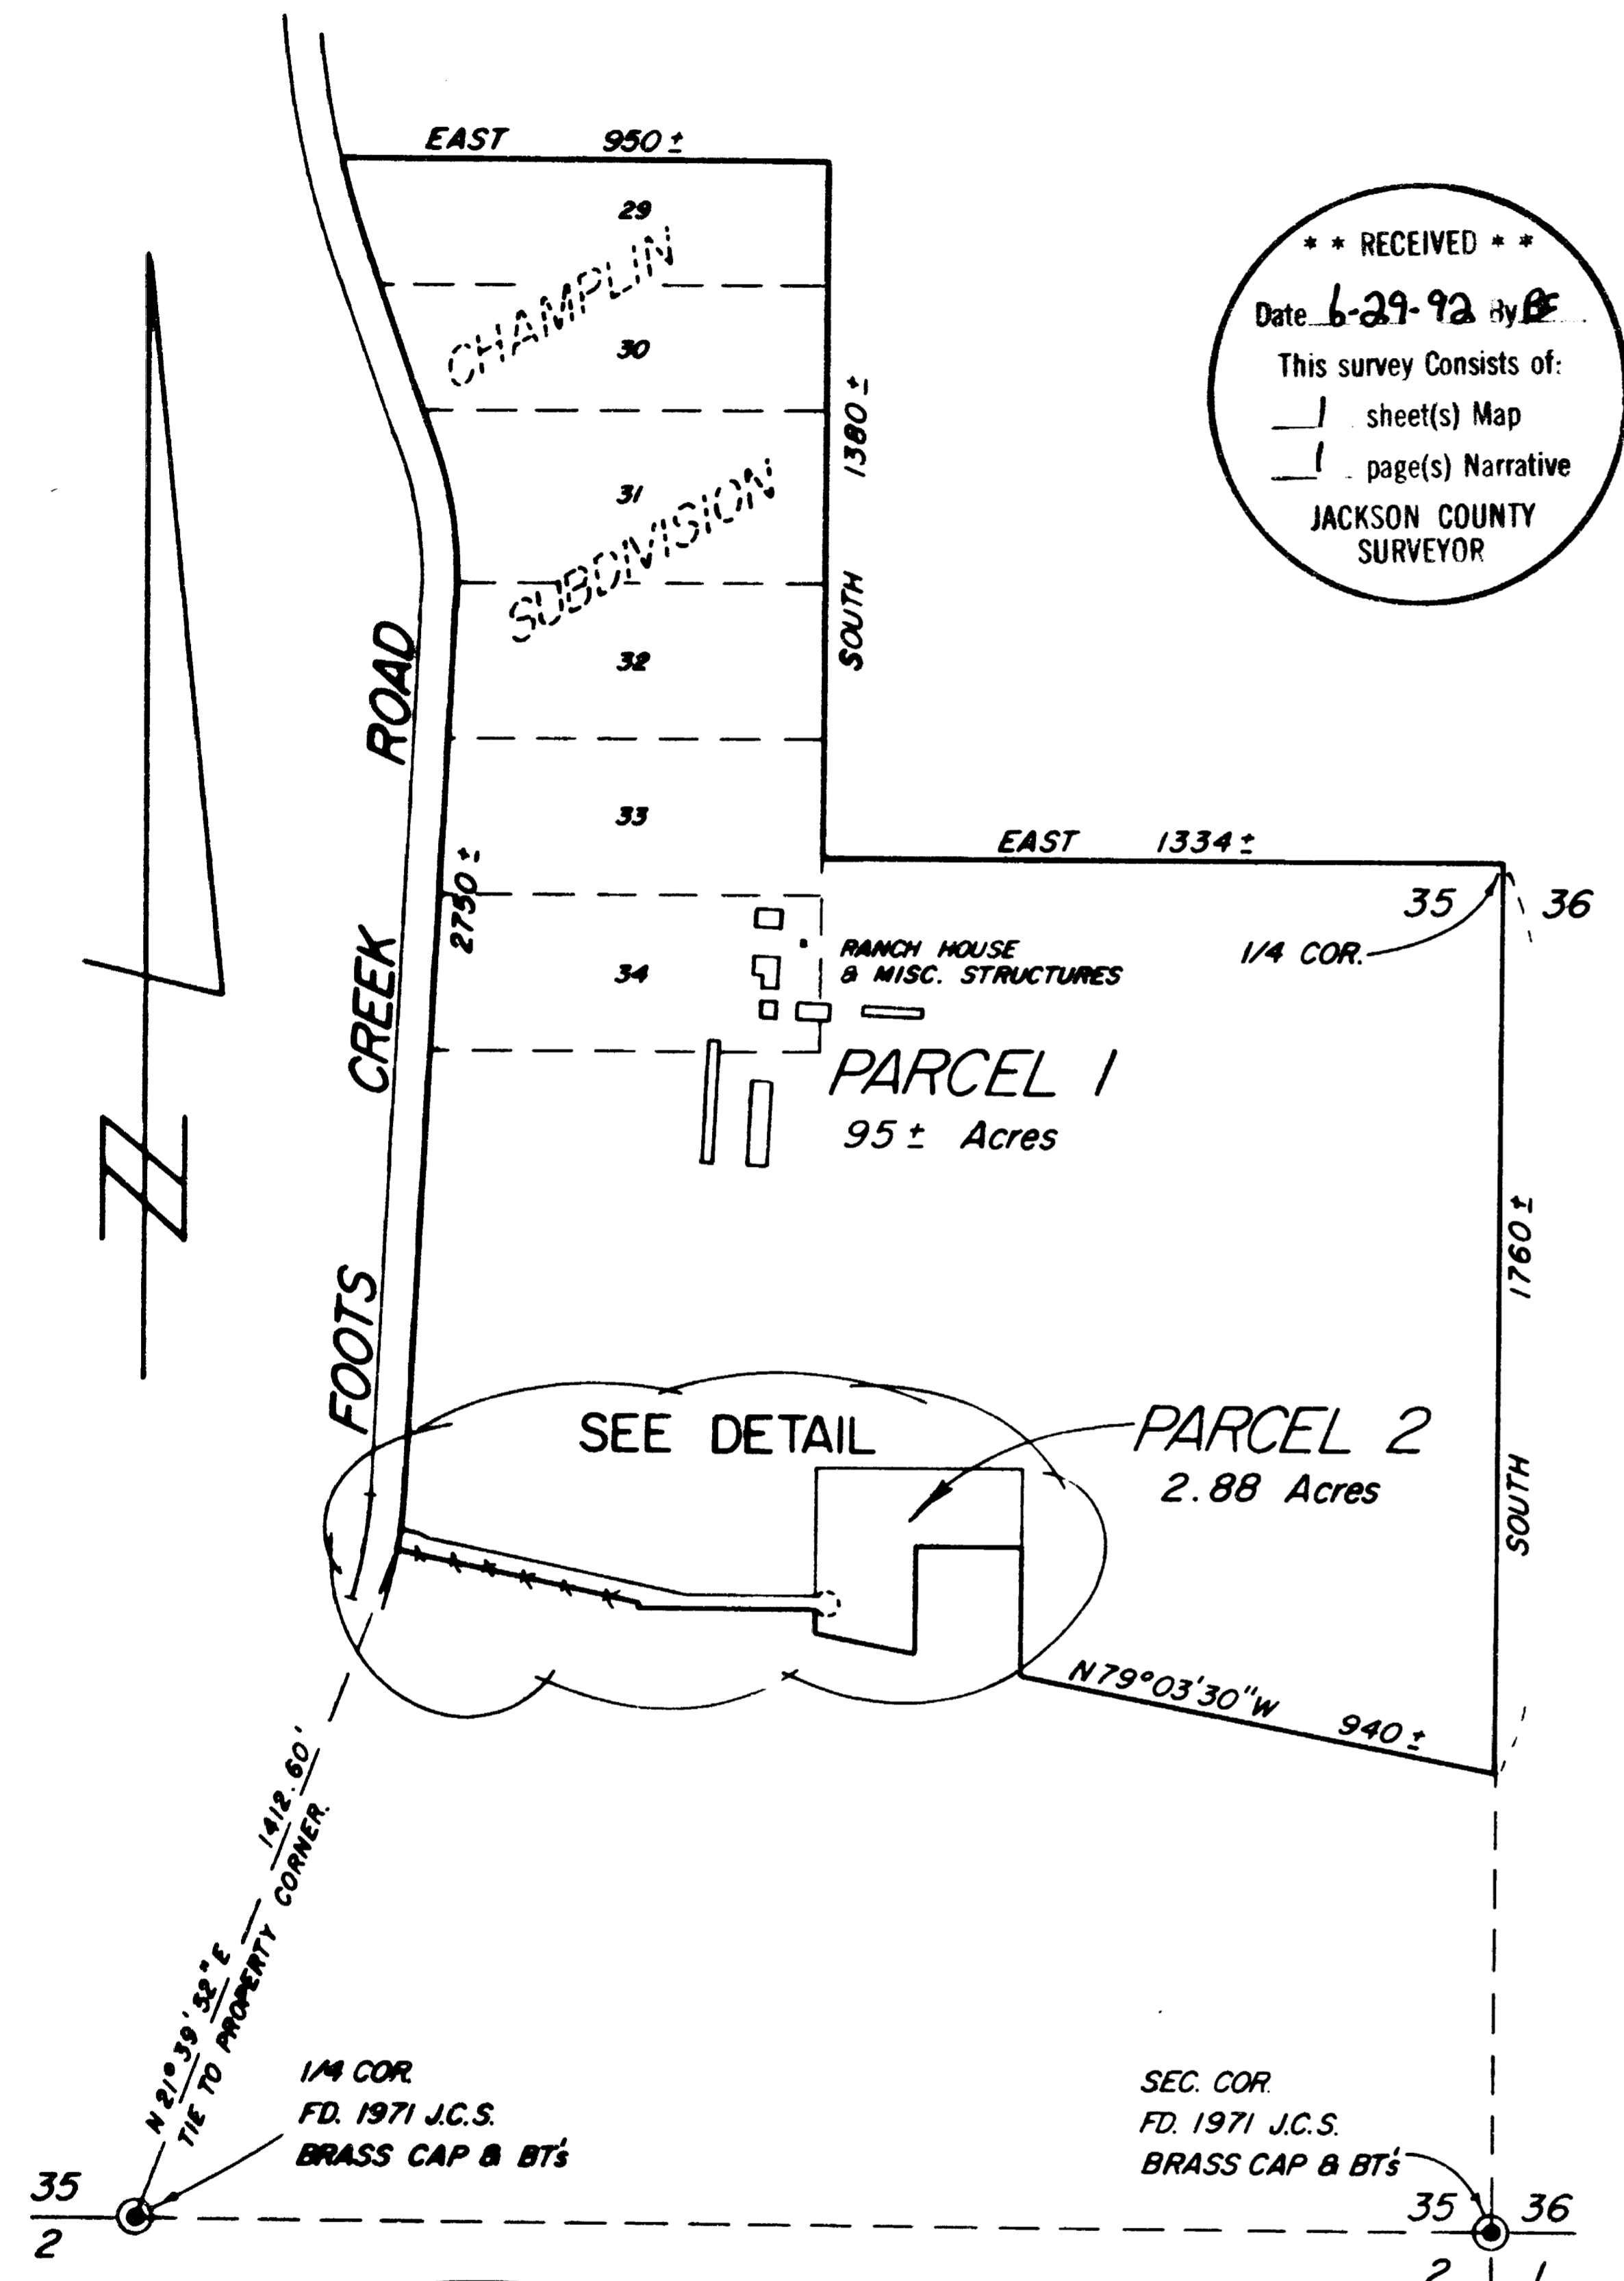 EAST 950 ±
29
CHAMPLIN
30
31
SUBDIVISION
32
33
34
SOUTH 1380 ±
* * RECEIVED * *
Date 6-29-92 By
This survey Consists of:
1 sheet(s) Map
1 page(s) Narrative
JACKSON COUNTY
SURVEYOR
FOOTS CREEK ROAD
2750 ±
EAST 1334 ±
35 36
1/4 COR.
RANCH HOUSE
& MISC. STRUCTURES
PARCEL 1
95 ± Acres
SOUTH 1760 ±
SEE DETAIL
PARCEL 2
2.88 Acres
N79°03'30"W 940 ±
N 21° 39' 52" E 1412.60'
TIE TO PROPERTY CORNER.
1/4 COR.
FD. 1971 J.C.S.
BRASS CAP & BT's
SEC. COR.
FD. 1971 J.C.S.
BRASS CAP & BT's
35
2
35 36
2 1